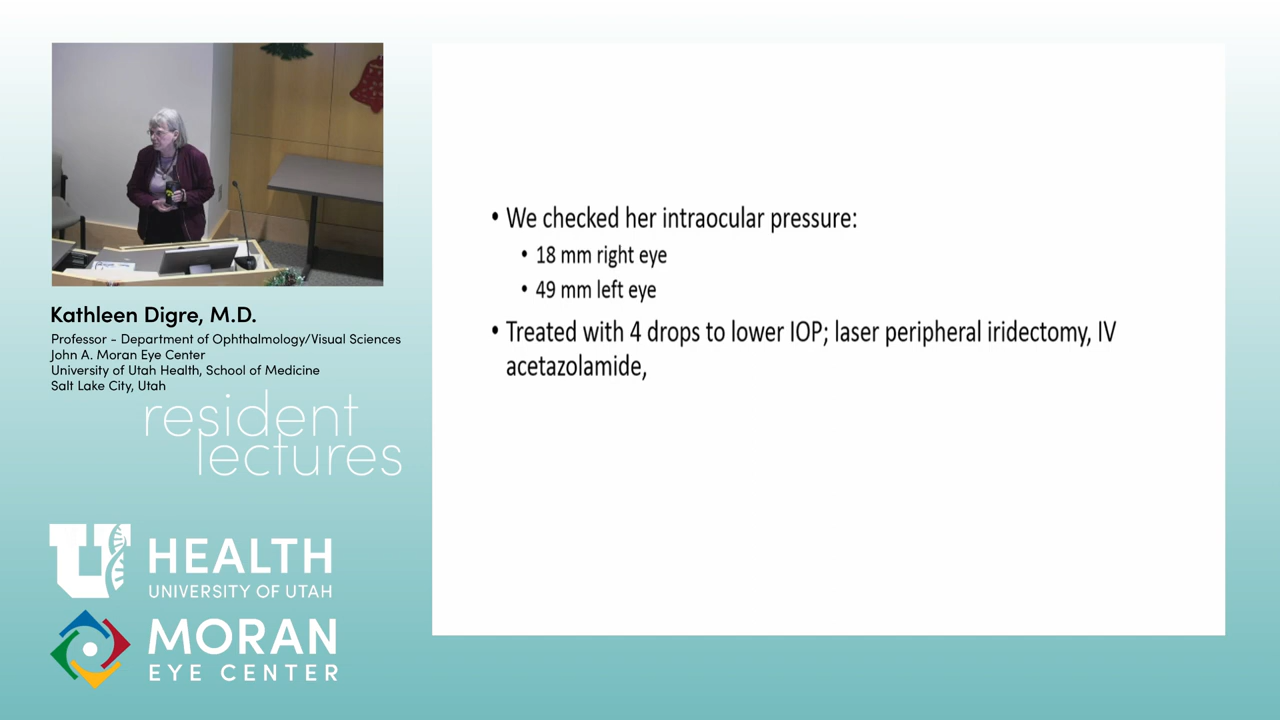 Kathleen Digre, M.D.
Professor - Department of Ophthalmology/Visual Sciences
John A. Moran Eye Center
University of Utah Health, School of Medicine
Salt Lake City, Utah
resident
lectures
U HEALTH
UNIVERSITY OF UTAH
MORAN
EYE CENTER
• We checked her intraocular pressure:
• 18 mm right eye
• 49 mm left eye
• Treated with 4 drops to lower IOP; laser peripheral iridectomy, IV
acetazolamide,